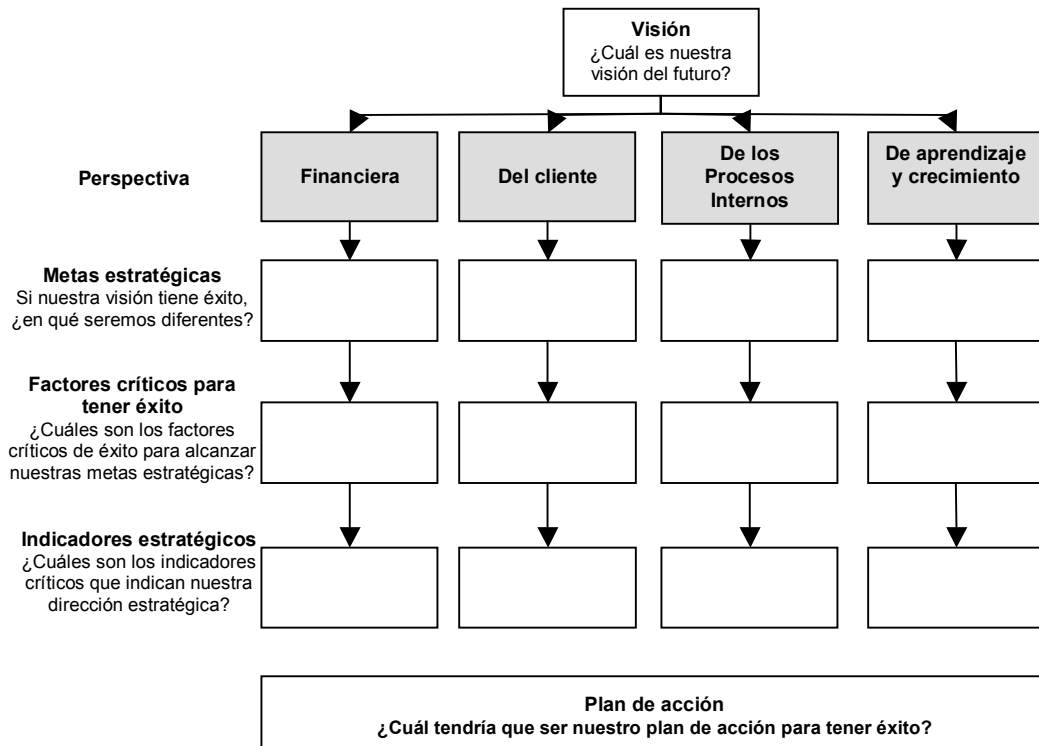 Visión
¿Cuál es nuestra
visión del futuro?
Perspectiva
Financiera
Del cliente
De los
Procesos
Internos
De aprendizaje
y crecimiento
Metas estratégicas
Si nuestra visión tiene éxito,
¿en qué seremos diferentes?
Factores críticos para
tener éxito
¿Cuáles son los factores
críticos de éxito para alcanzar
nuestras metas estratégicas?
Indicadores estratégicos
¿Cuáles son los indicadores
críticos que indican nuestra
dirección estratégica?
Plan de acción
¿Cuál tendría que ser nuestro plan de acción para tener éxito?